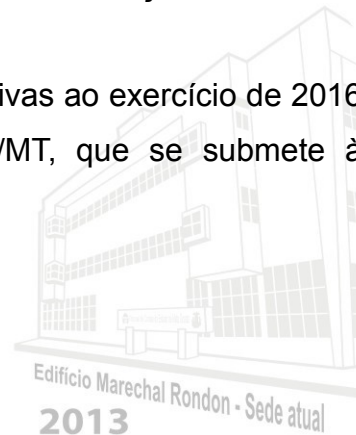 ivas ao exercício de 2016
/MT, que se submete à
Edifício Marechal Rondon - Sede atual
2013